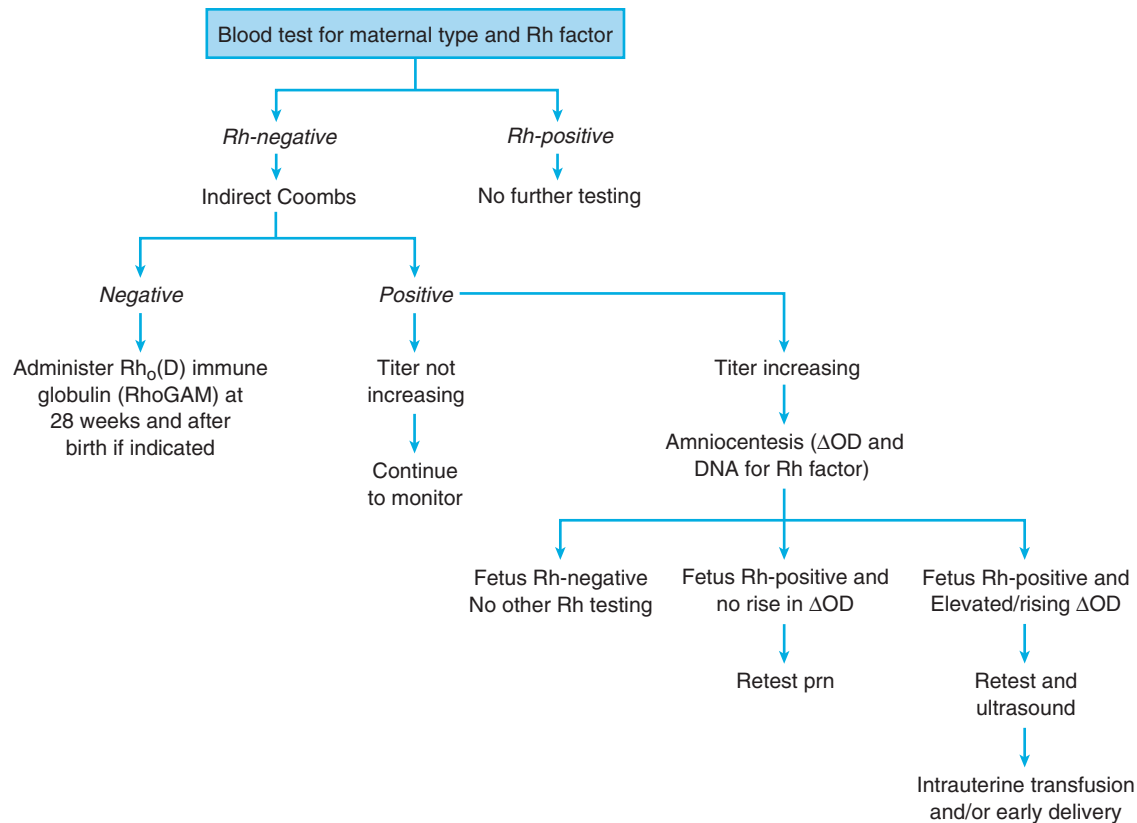 Blood test for maternal type and Rh factor
Rh-negative
Rh-positive
Indirect Coombs
No further testing
Negative
Positive
Administer Rho(D) immune
globulin (RhoGAM) at
28 weeks and after
birth if indicated
Titer not
increasing
Continue
to monitor
Titer increasing
Amniocentesis (ΔOD and
DNA for Rh factor)
Fetus Rh-negative
No other Rh testing
Fetus Rh-positive and
no rise in ΔOD
Retest prn
Fetus Rh-positive and
Elevated/rising ΔOD
Retest and
ultrasound
Intrauterine transfusion
and/or early delivery